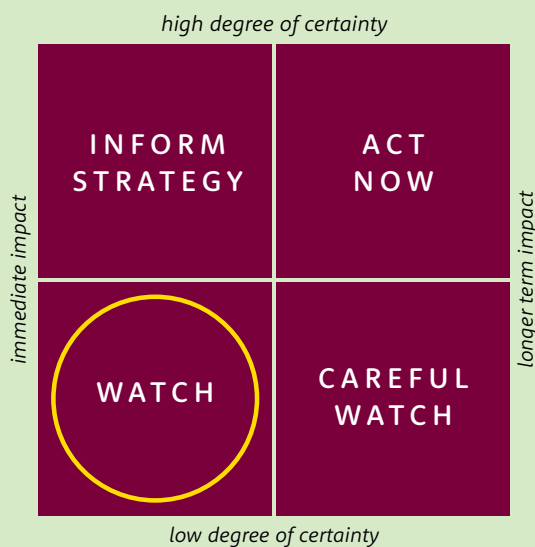 high degree of certainty
INFORM
STRATEGY
ACT
NOW
immediate impact
longer term impact
WATCH
CAREFUL
WATCH
low degree of certainty